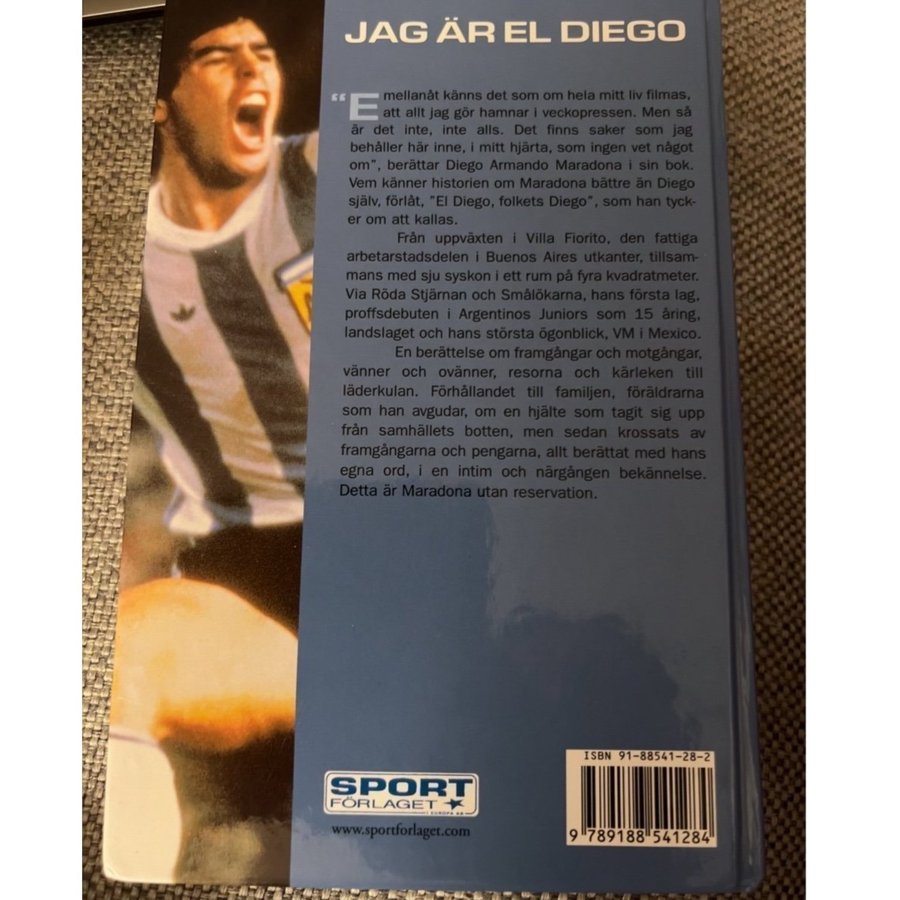 JAG ÄR EL DIEGO
“Emellanåt känns det som om hela mitt liv filmas,
att allt jag gör hamnar i veckopressen. Men så
är det inte, inte alls. Det finns saker som jag
behåller här inne, i mitt hjärta, som ingen vet något
om”, berättar Diego Armando Maradona i sin bok.
Vem känner historien om Maradona bättre än Diego
själv, förlåt, ”El Diego, folkets Diego”, som han tyck-
er om att kallas.
Från uppväxten i Villa Fiorito, den fattiga
arbetarstadsdelen i Buenos Aires utkanter, tillsam-
mans med sju syskon i ett rum på fyra kvadratmeter.
Via Röda Stjärnan och Smålökarna, hans första lag,
proffsdebuten i Argentinos Juniors som 15 åring,
landslaget och hans största ögonblick, VM i Mexico.
En berättelse om framgångar och motgångar,
vänner och ovänner, resorna och kärleken till
läderkulan. Förhållandet till familjen, föräldrarna
som han avgudar, om en hjälte som tagit sig upp
från samhällets botten, men sedan krossats av
framgångarna och pengarna, allt berättat med hans
egna ord, i en intim och närgången bekännelse.
Detta är Maradona utan reservation.
SPORT
FÖRLAGET
I EUROPA AB
www.sportforlaget.com
ISBN 91-88541-28-2
9 789188 541284